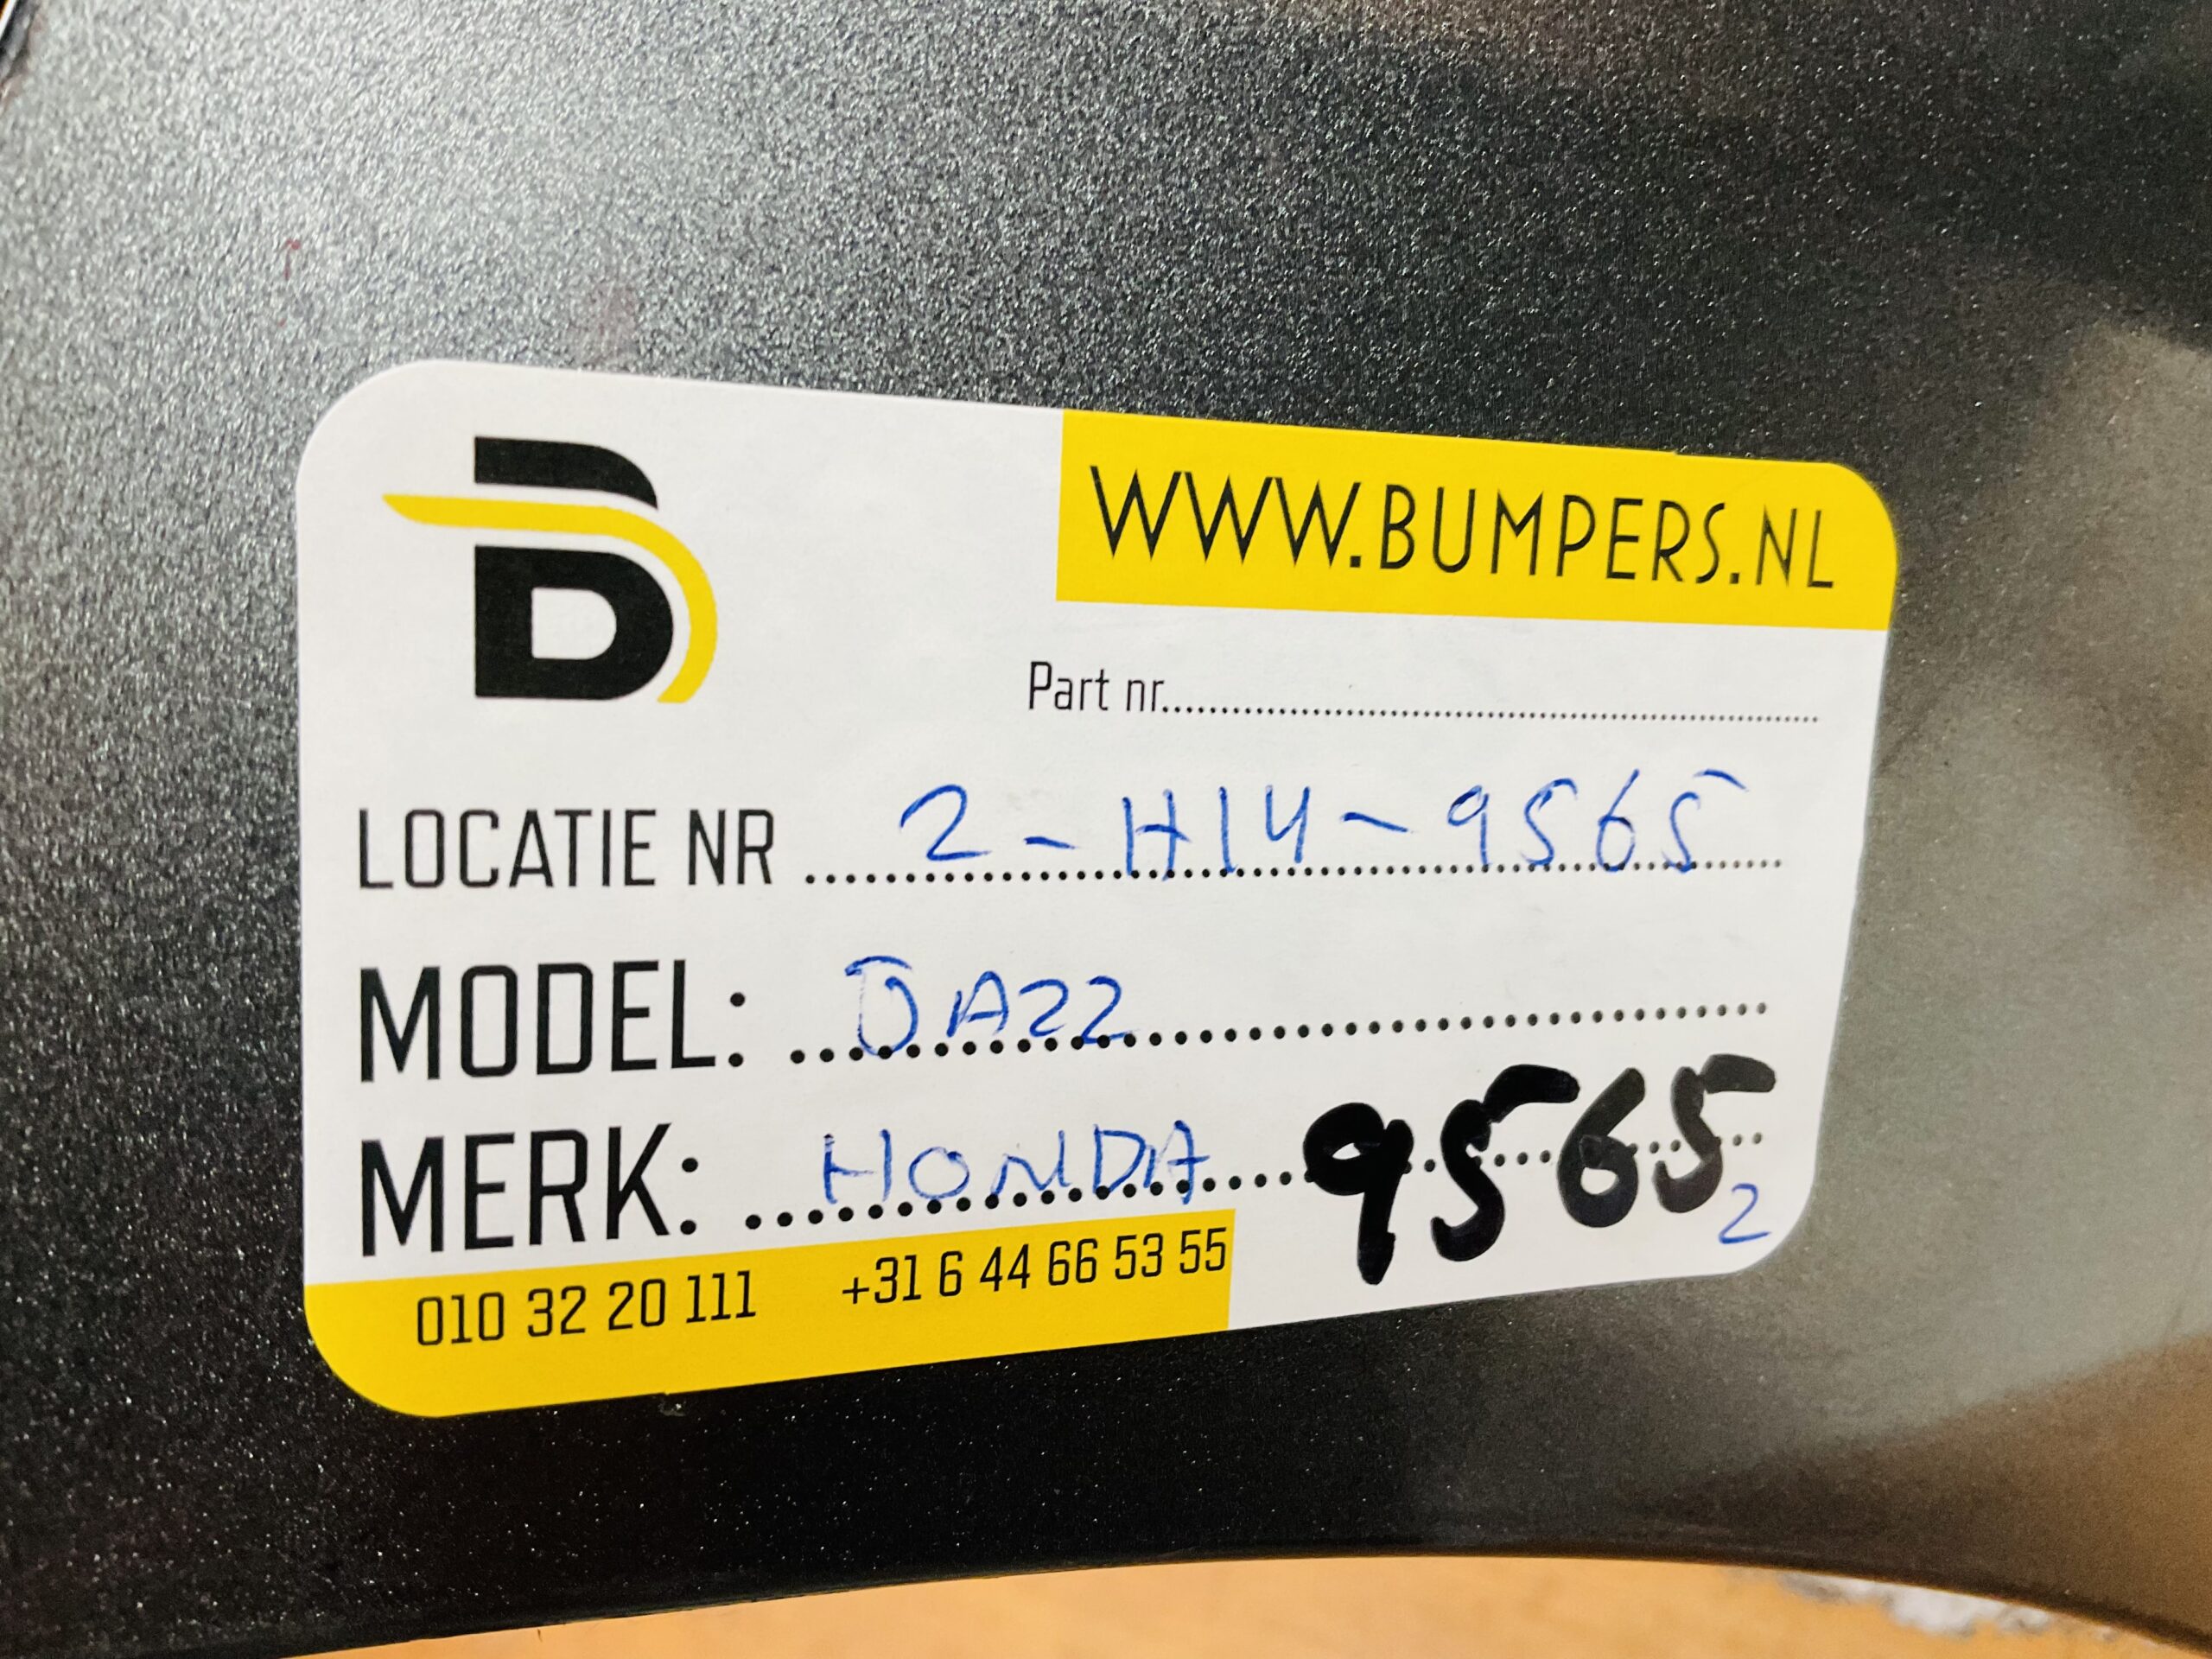 B
WWW.BUMPERS.NL
Part nr..........
LOCATIE NR .......... 2-H14-9565
MODEL: .......... JAZZ
MERK: .......... HONDA 9565
2
010 32 20 111 +31 6 44 66 53 55